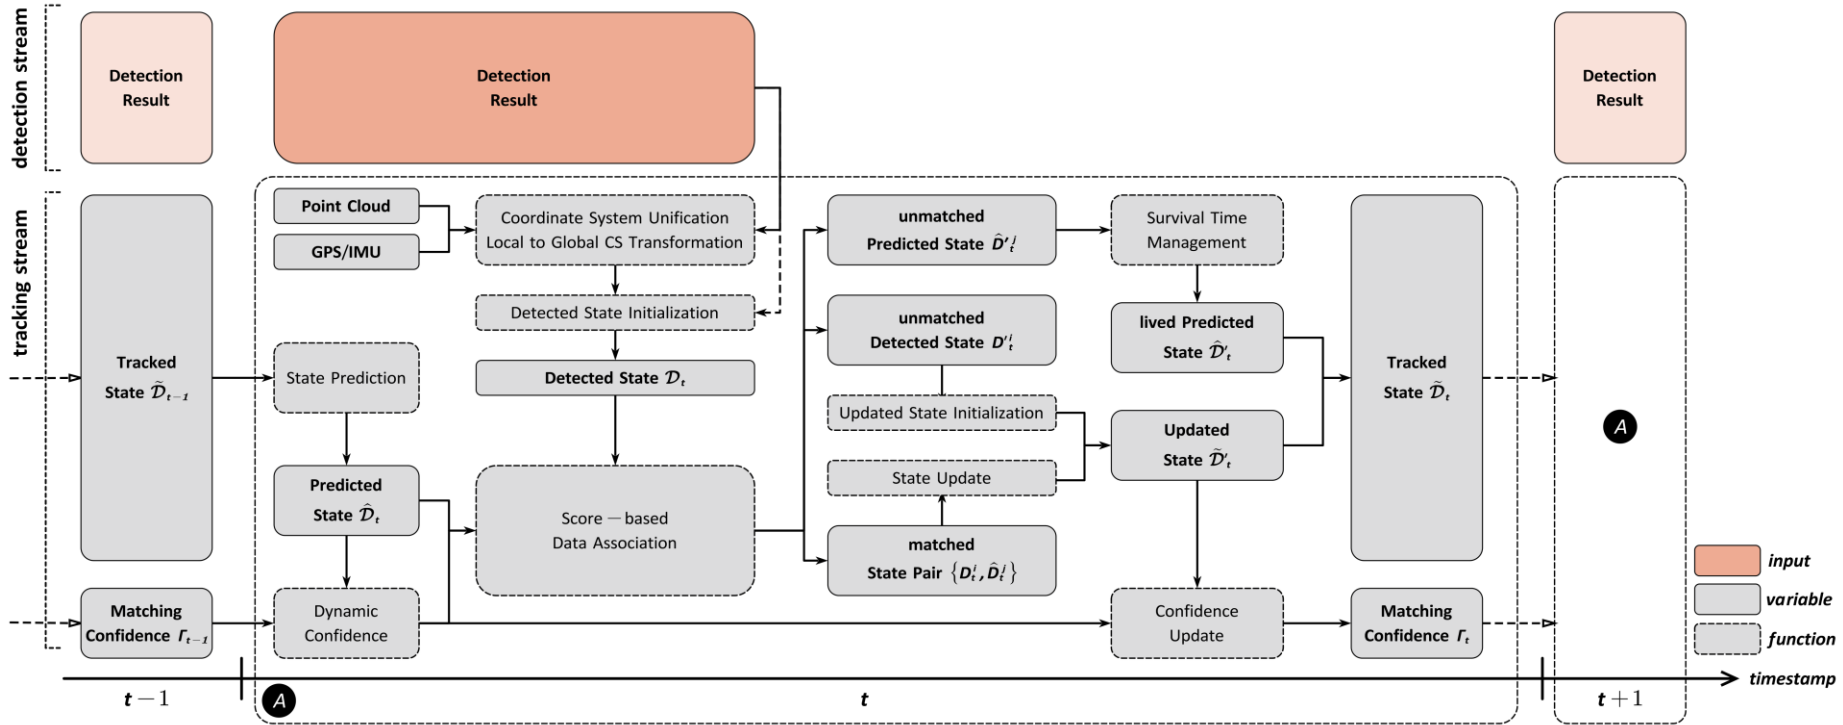 detection stream
Detection
Result
Detection
Result
Detection
Result
tracking stream
Tracked
State 𝒟̃ₜ₋₁
Matching
Confidence Γₜ₋₁
Point Cloud
GPS/IMU
Coordinate System Unification
Local to Global CS Transformation
Detected State Initialization
Detected State 𝒟ₜ
State Prediction
Predicted
State 𝒟̂ₜ
Dynamic
Confidence
Score－based
Data Association
unmatched
Predicted State D̂′ₜʲ
unmatched
Detected State D′ₜⁱ
Updated State Initialization
State Update
matched
State Pair {Dₜⁱ, D̂ₜʲ}
Survival Time
Management
lived Predicted
State 𝒟̂′ₜ
Updated
State 𝒟̃′ₜ
Confidence
Update
Tracked
State 𝒟̃ₜ
Matching
Confidence Γₜ
A
input
variable
function
timestamp
t－1
A
t
t＋1